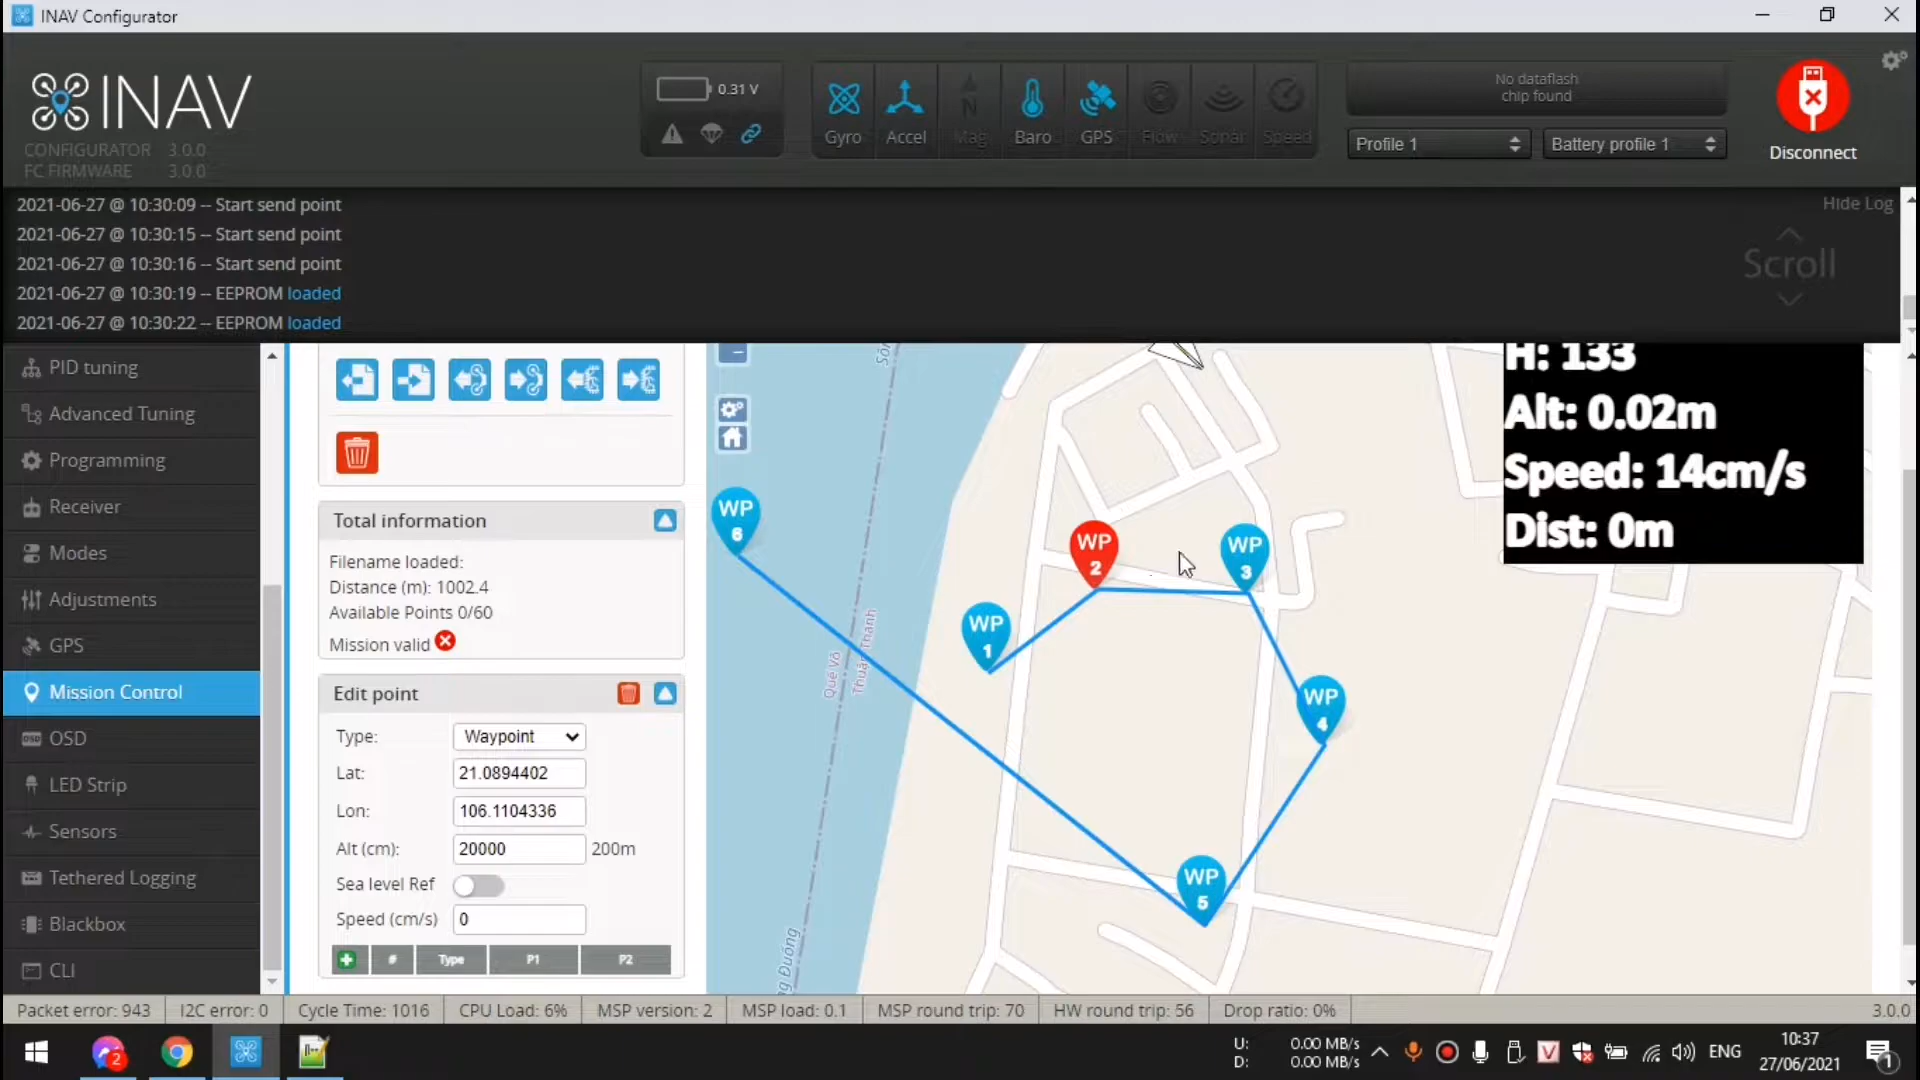 INAV Configurator
INAV
CONFIGURATOR 3.0.0
FC FIRMWARE 3.0.0
0.31 V
Gyro
Accel
Mag
Baro
GPS
Flow
Sonar
Speed
No dataflash
chip found
Profile 1
Battery profile 1
Disconnect
2021-06-27 @ 10:30:09 -- Start send point
2021-06-27 @ 10:30:15 -- Start send point
2021-06-27 @ 10:30:16 -- Start send point
2021-06-27 @ 10:30:19 -- EEPROM loaded
2021-06-27 @ 10:30:22 -- EEPROM loaded
Hide Log
Scroll
PID tuning
Advanced Tuning
Programming
Receiver
Modes
Adjustments
GPS
Mission Control
OSD
LED Strip
Sensors
Tethered Logging
Blackbox
CLI
Total information
Filename loaded:
Distance (m): 1002.4
Available Points 0/60
Mission valid
Edit point
Type: Waypoint
Lat: 21.0894402
Lon: 106.1104336
Alt (cm): 20000 200m
Sea level Ref
Speed (cm/s) 0
# Type P1 P2
WP 6
WP 1
WP 2
WP 3
WP 4
WP 5
Quế Võ
Thuận Thành
Sôn
ng Đuống
H: 133
Alt: 0.02m
Speed: 14cm/s
Dist: 0m
Packet error: 943
I2C error: 0
Cycle Time: 1016
CPU Load: 6%
MSP version: 2
MSP load: 0.1
MSP round trip: 70
HW round trip: 56
Drop ratio: 0%
3.0.0
2
U: 0.00 MB/s
D: 0.00 MB/s
V
ENG
10:37
27/06/2021
1